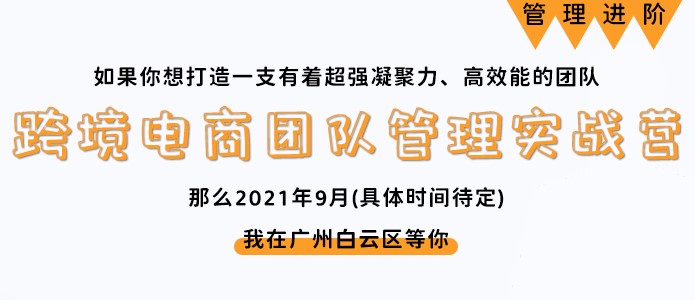 管理进阶
如果你想打造一支有着超强凝聚力、高效能的团队
跨境电商团队管理实战营
那么2021年9月(具体时间待定)
我在广州白云区等你